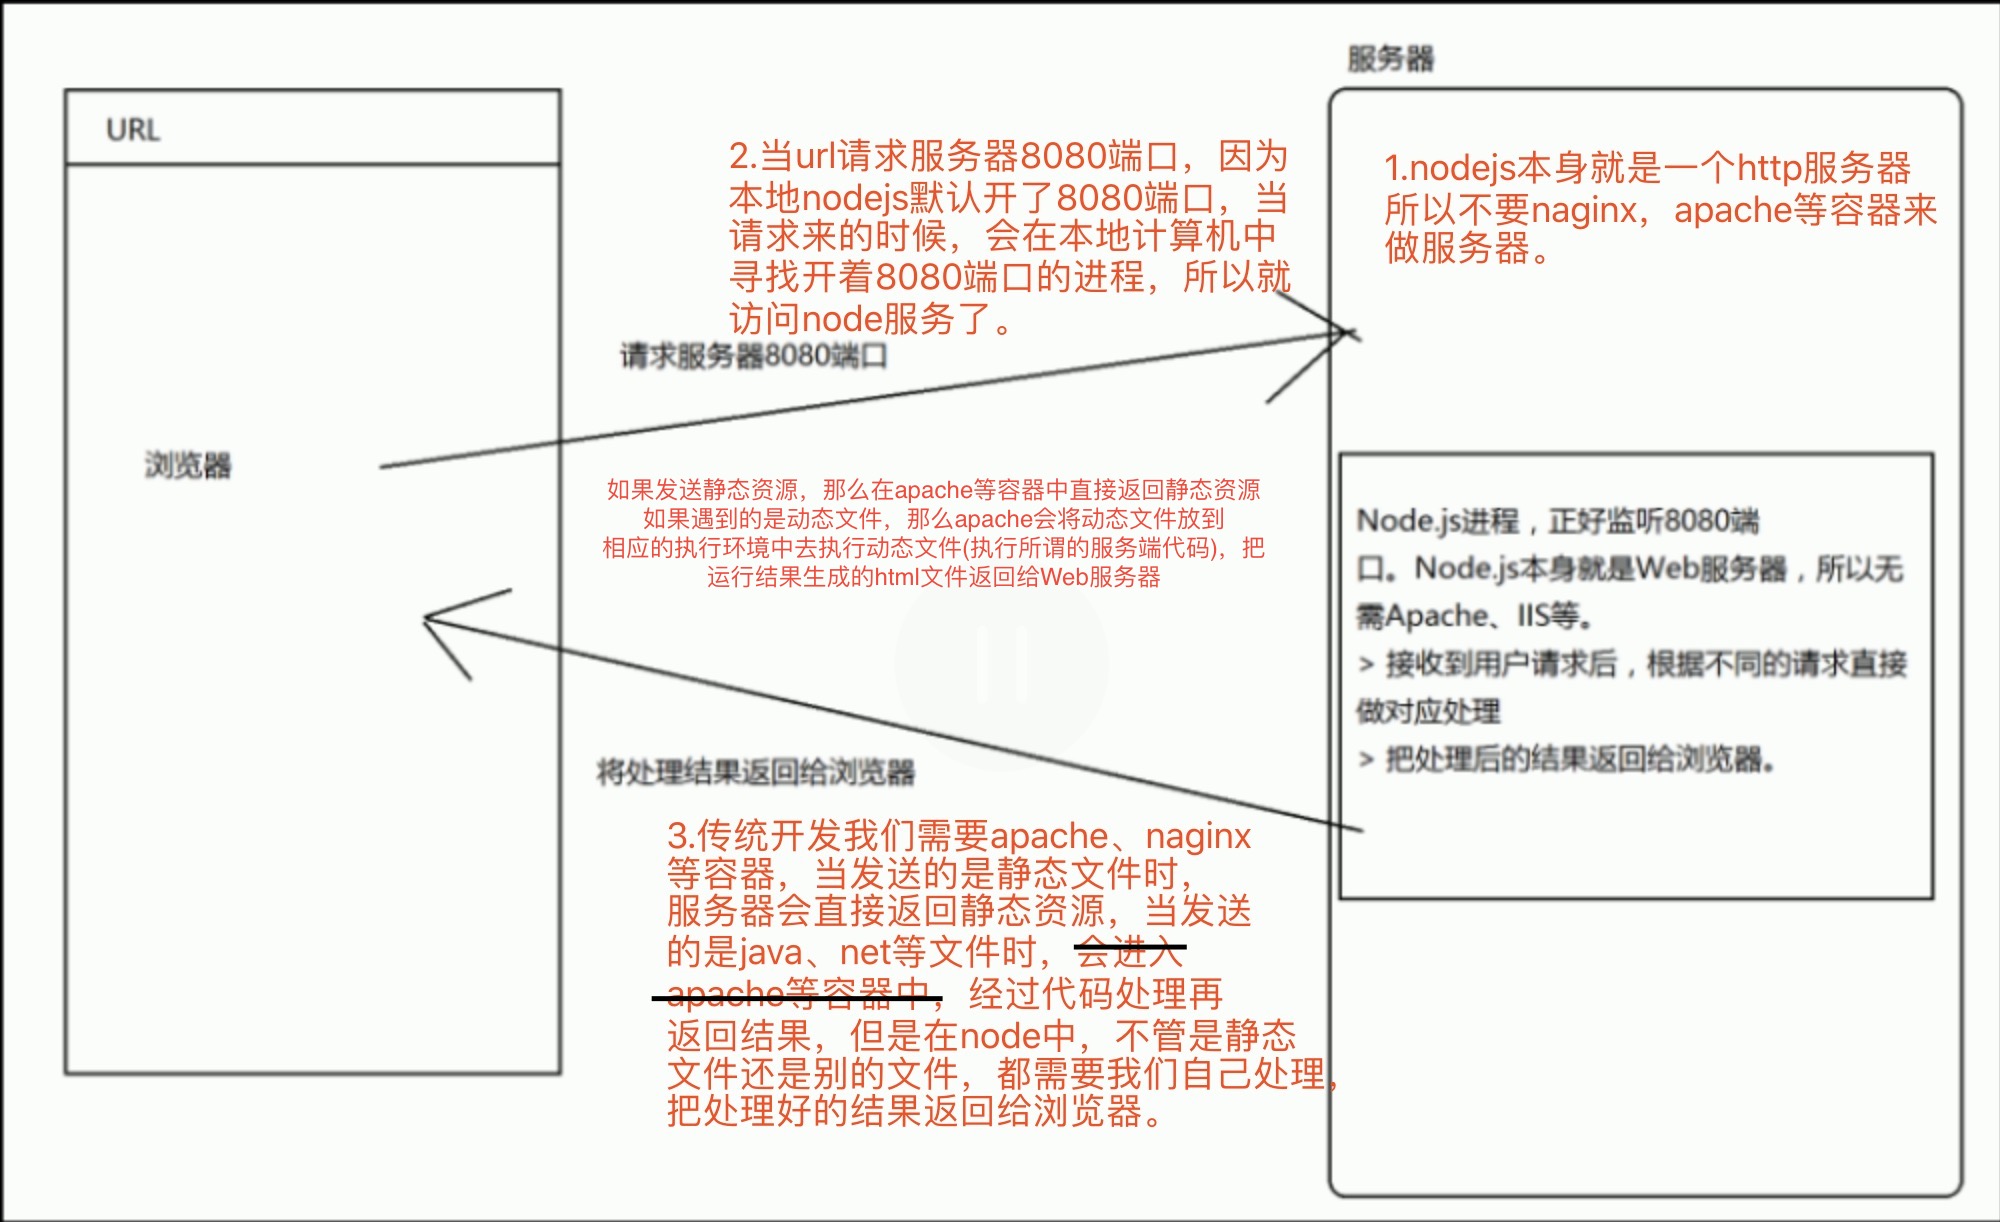 服务器
URL
1.nodejs本身就是一个http服务器
所以不要naginx，apache等容器来
做服务器。
2.当url请求服务器8080端口，因为
本地nodejs默认开了8080端口，当
请求来的时候，会在本地计算机中
寻找开着8080端口的进程，所以就
访问node服务了。
请求服务器8080端口
浏览器
如果发送静态资源，那么在apache等容器中直接返回静态资源
如果遇到的是动态文件，那么apache会将动态文件放到
相应的执行环境中去执行动态文件(执行所谓的服务端代码)，把
运行结果生成的html文件返回给Web服务器
Node.js进程，正好监听8080端
口。Node.js本身就是Web服务器，所以无
需Apache、IIS等。
> 接收到用户请求后，根据不同的请求直接
做对应处理
> 把处理后的结果返回给浏览器。
将处理结果返回给浏览器
3.传统开发我们需要apache、naginx
等容器，当发送的是静态文件时，
服务器会直接返回静态资源，当发送
的是java、net等文件时，会进入
apache等容器中，经过代码处理再
返回结果，但是在node中，不管是静态
文件还是别的文件，都需要我们自己处理，
把处理好的结果返回给浏览器。